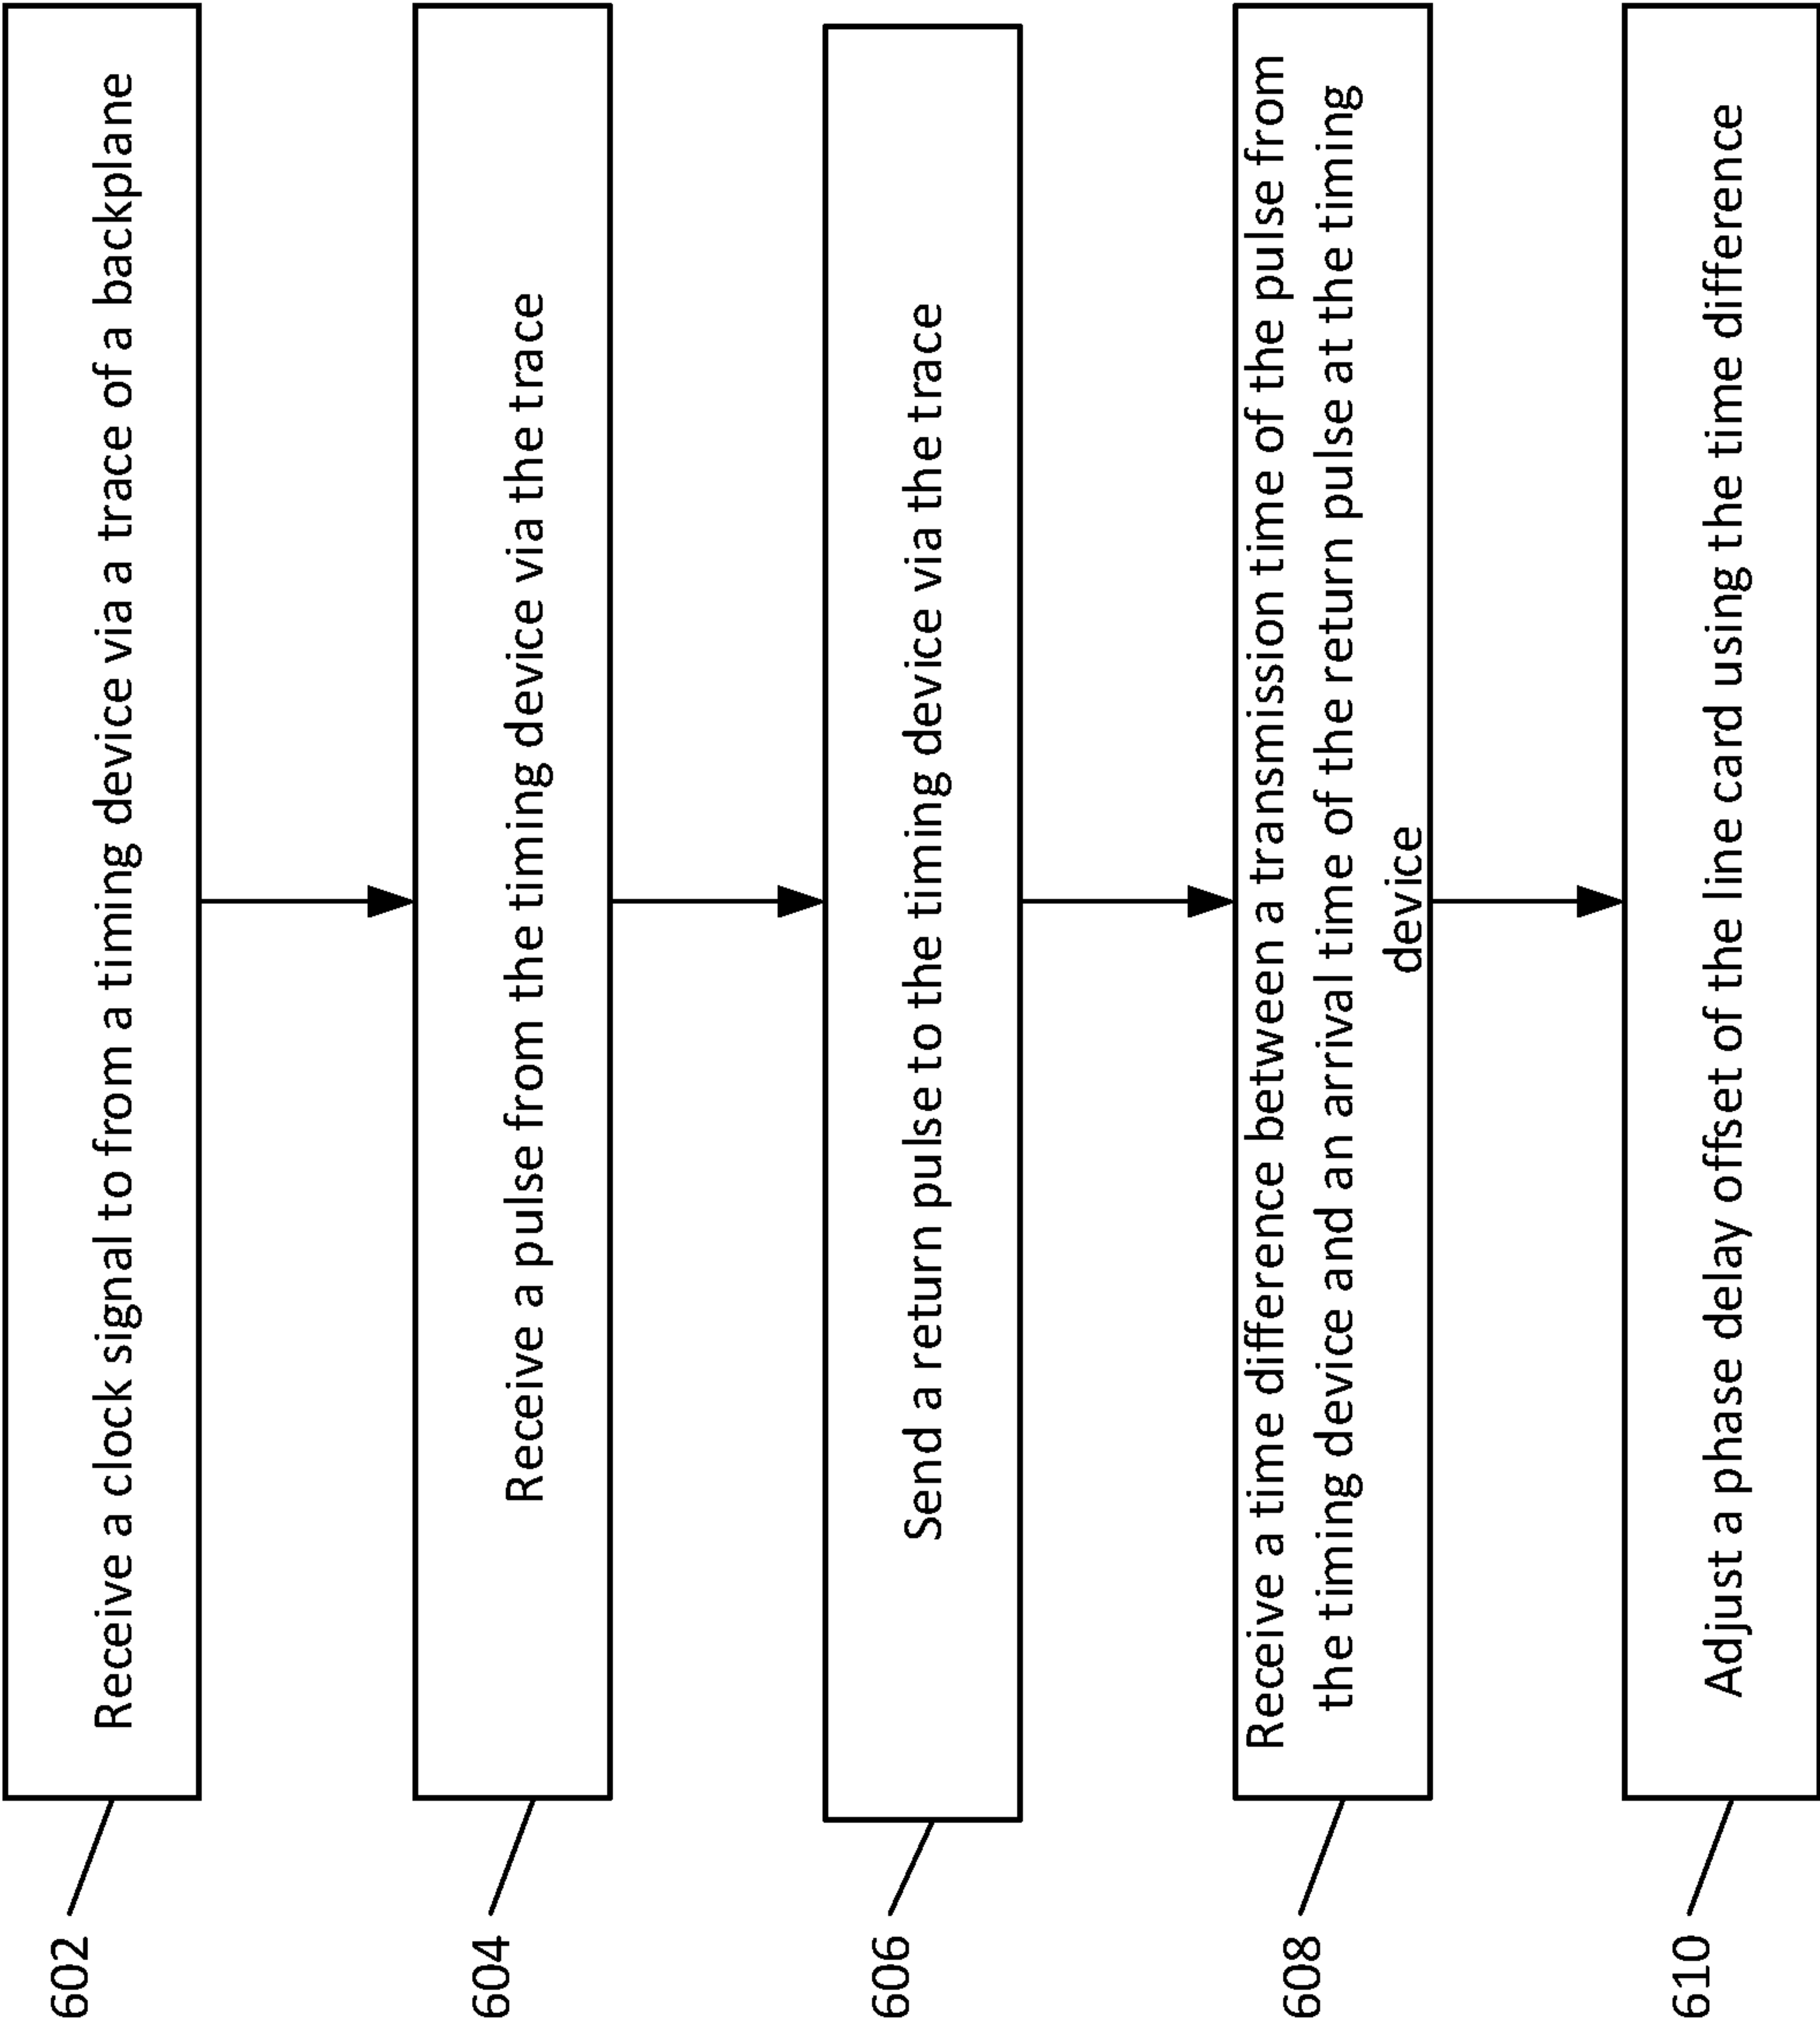 602
Receive a clock signal to from a timing device via a trace of a backplane
604
Receive a pulse from the timing device via the trace
606
Send a return pulse to the timing device via the trace
608
Receive a time difference between a transmission time of the pulse from
the timing device and an arrival time of the return pulse at the timing
device
610
Adjust a phase delay offset of the line card using the time difference